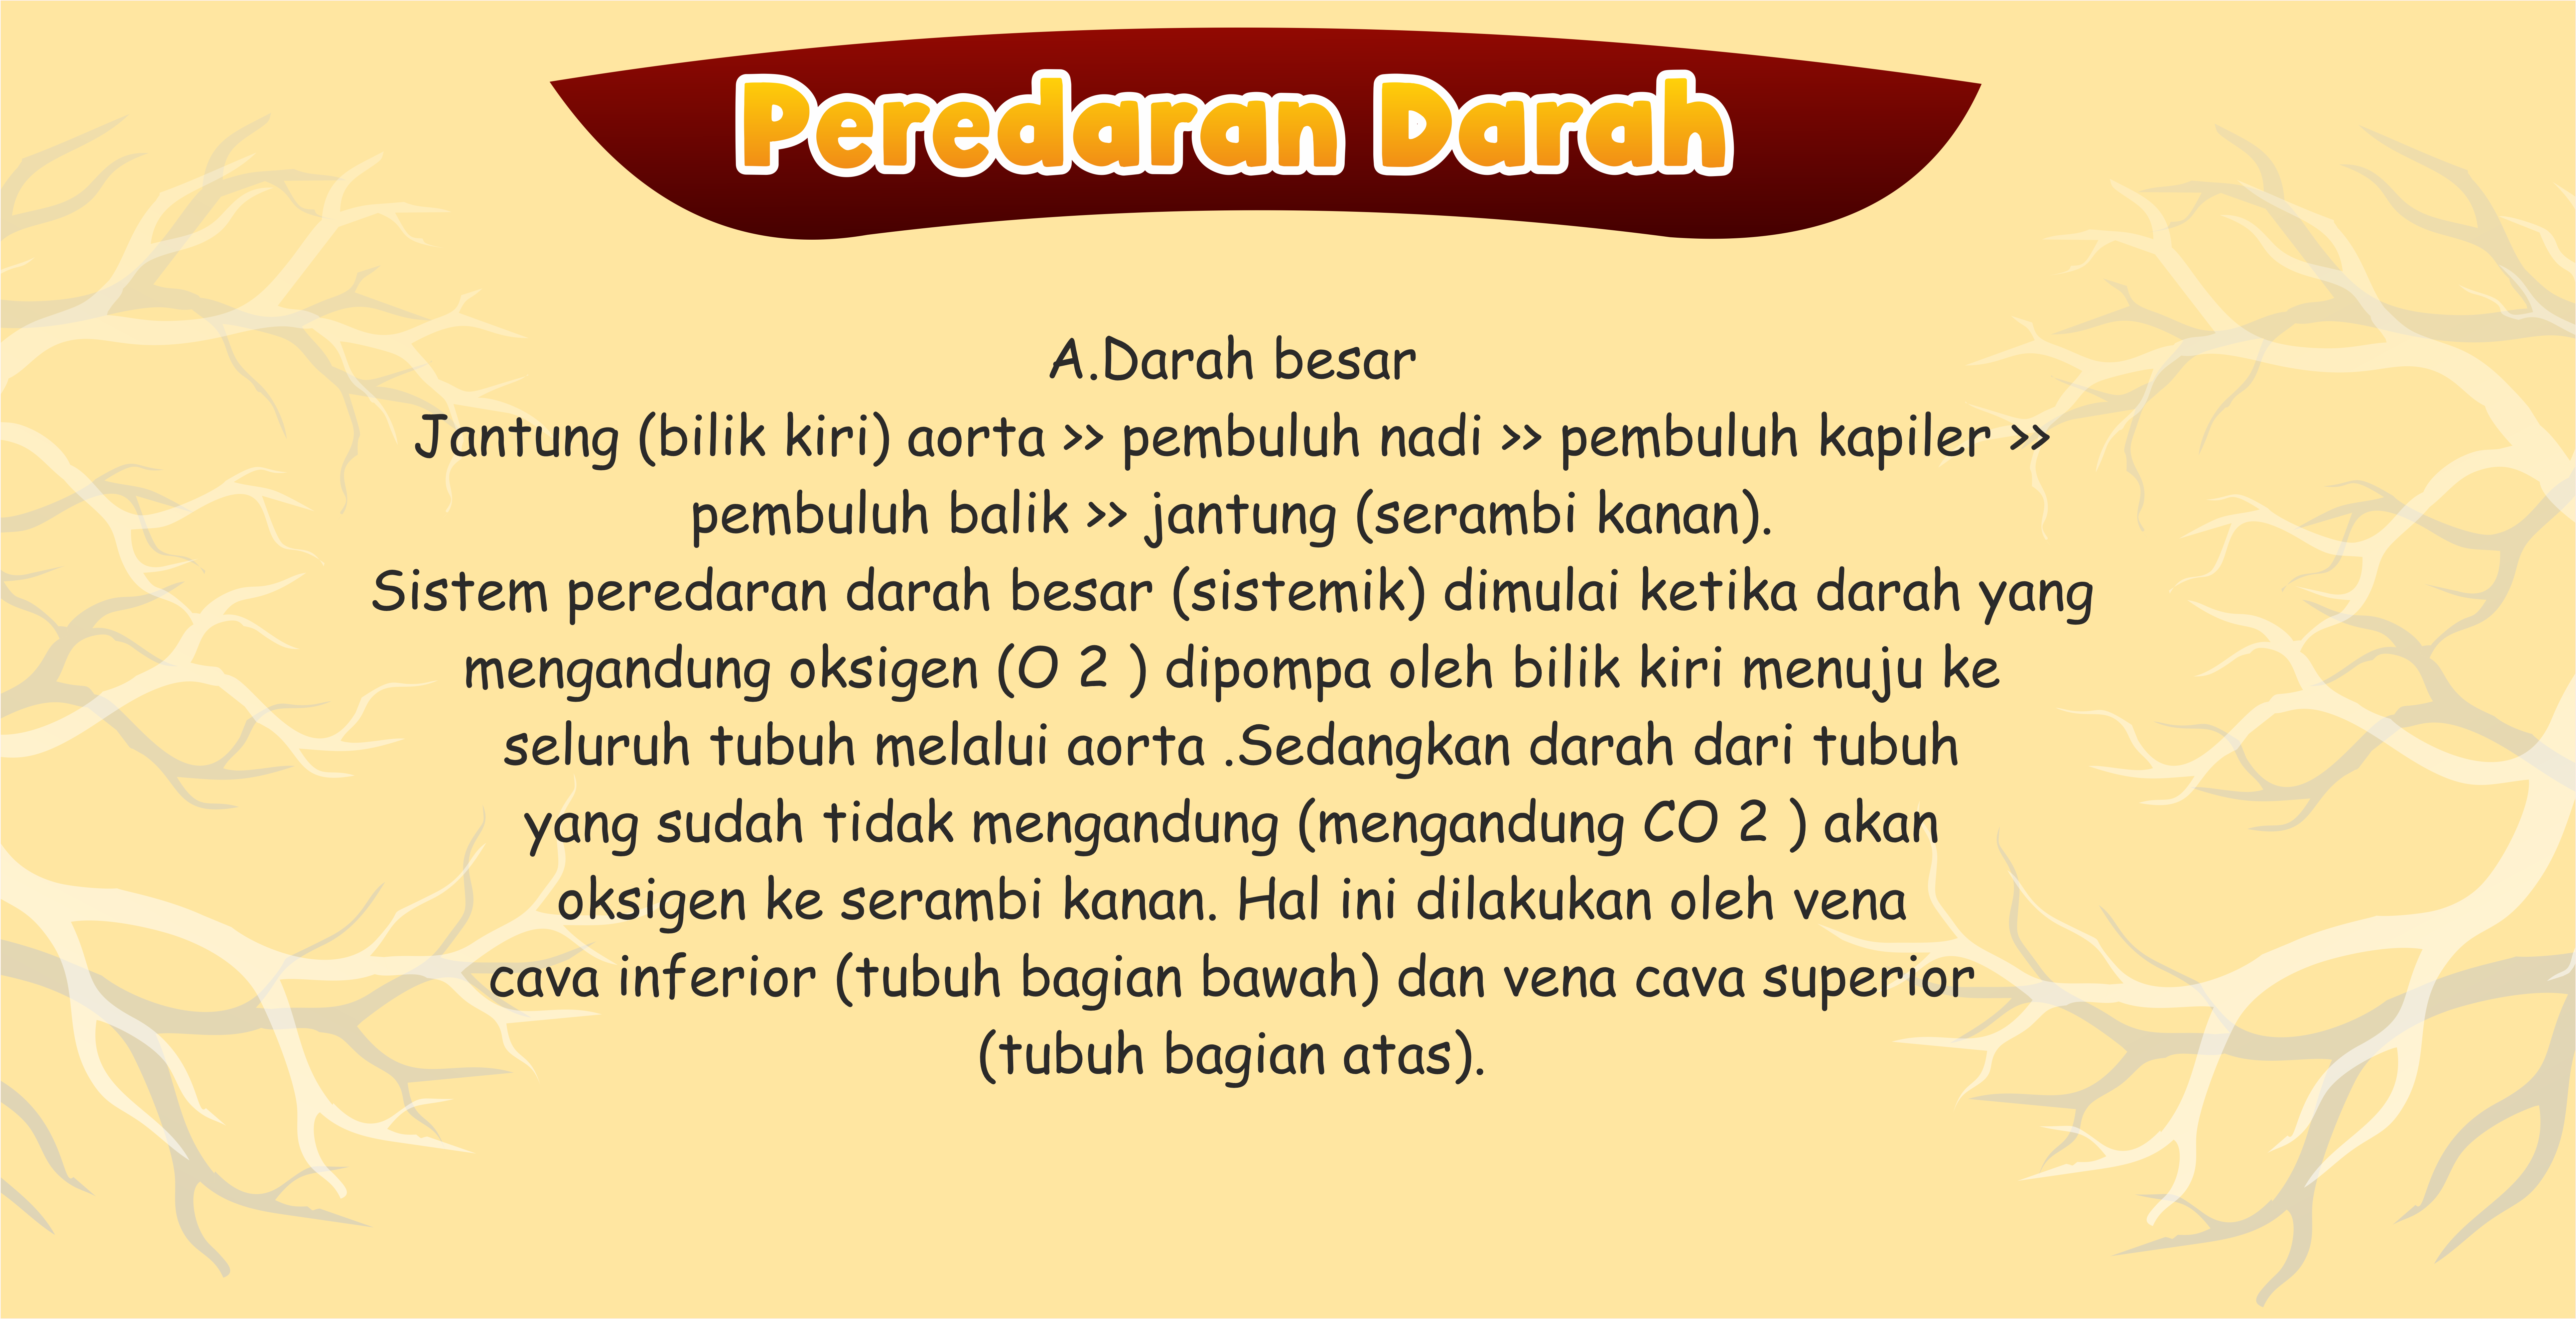 Peredaran Darah
A.Darah besar
Jantung (bilik kiri) aorta >> pembuluh nadi >> pembuluh kapiler >>
pembuluh balik >> jantung (serambi kanan).
Sistem peredaran darah besar (sistemik) dimulai ketika darah yang
mengandung oksigen (O 2 ) dipompa oleh bilik kiri menuju ke
seluruh tubuh melalui aorta .Sedangkan darah dari tubuh
yang sudah tidak mengandung (mengandung CO 2 ) akan
oksigen ke serambi kanan. Hal ini dilakukan oleh vena
cava inferior (tubuh bagian bawah) dan vena cava superior
(tubuh bagian atas).